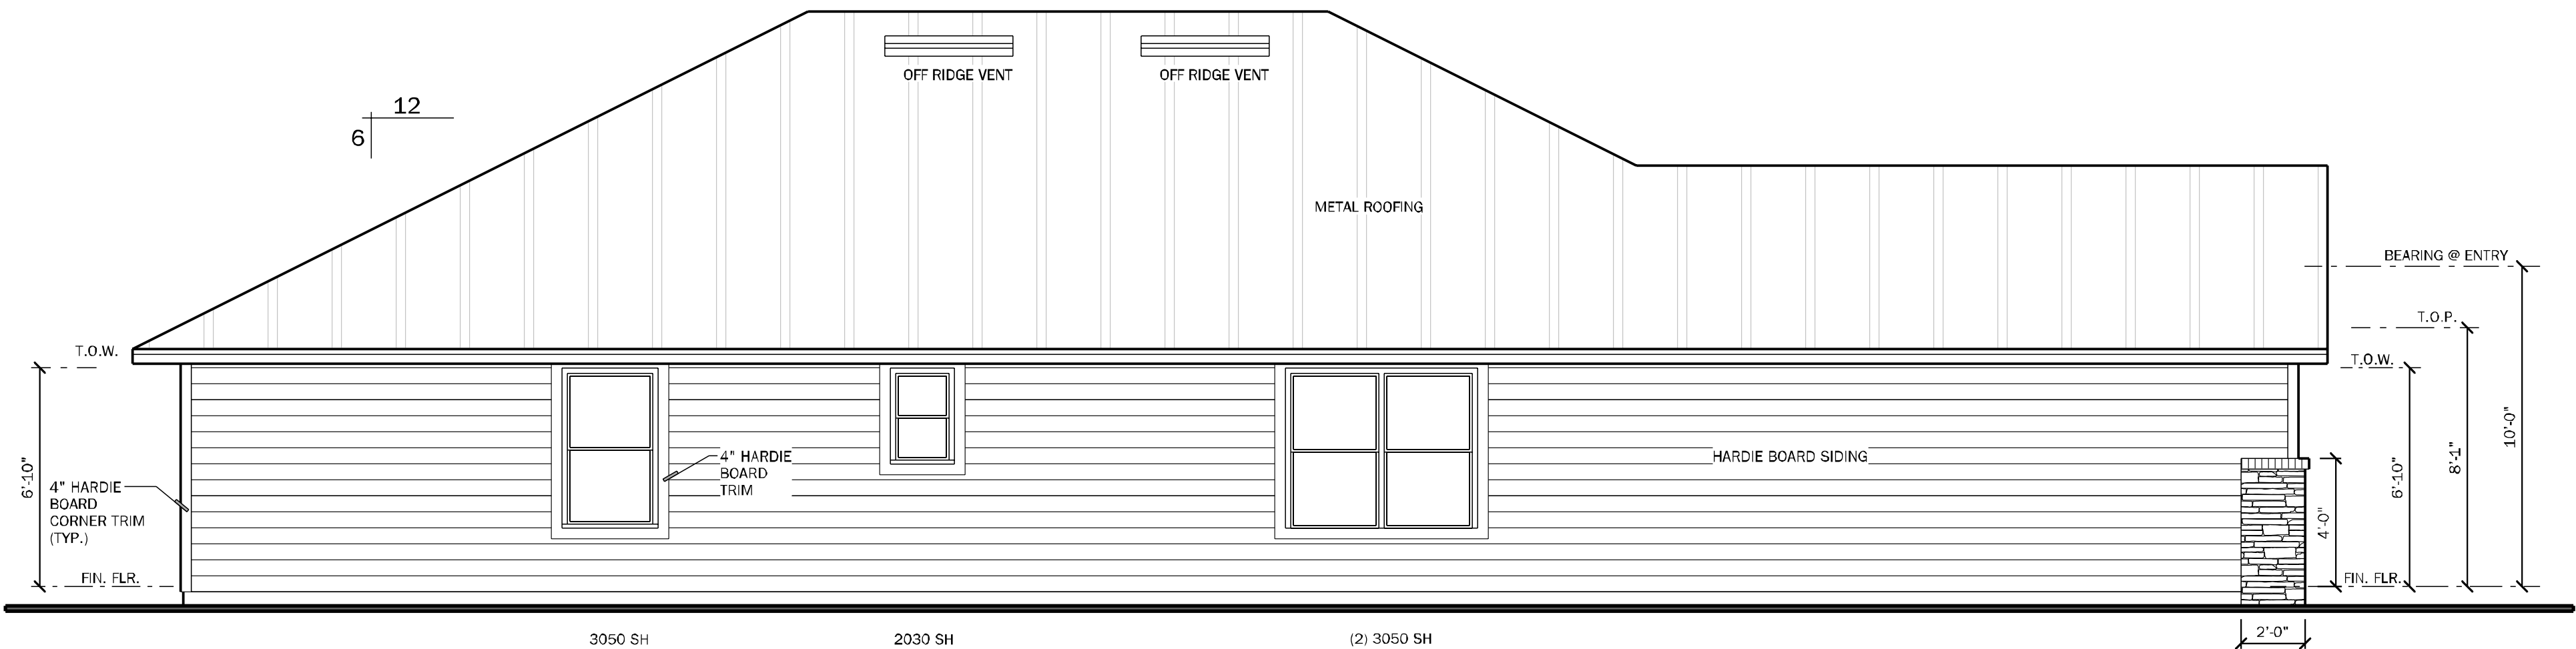 OFF RIDGE VENT
OFF RIDGE VENT
12
6
METAL ROOFING
BEARING @ ENTRY
T.O.P.
T.O.W.
T.O.W.
6'-10"
4" HARDIE
BOARD
CORNER TRIM
(TYP.)
4" HARDIE
BOARD
TRIM
HARDIE BOARD SIDING
4'-0"
6'-10"
8'-1"
10'-0"
FIN. FLR.
FIN. FLR.
3050 SH
2030 SH
(2) 3050 SH
2'-0"